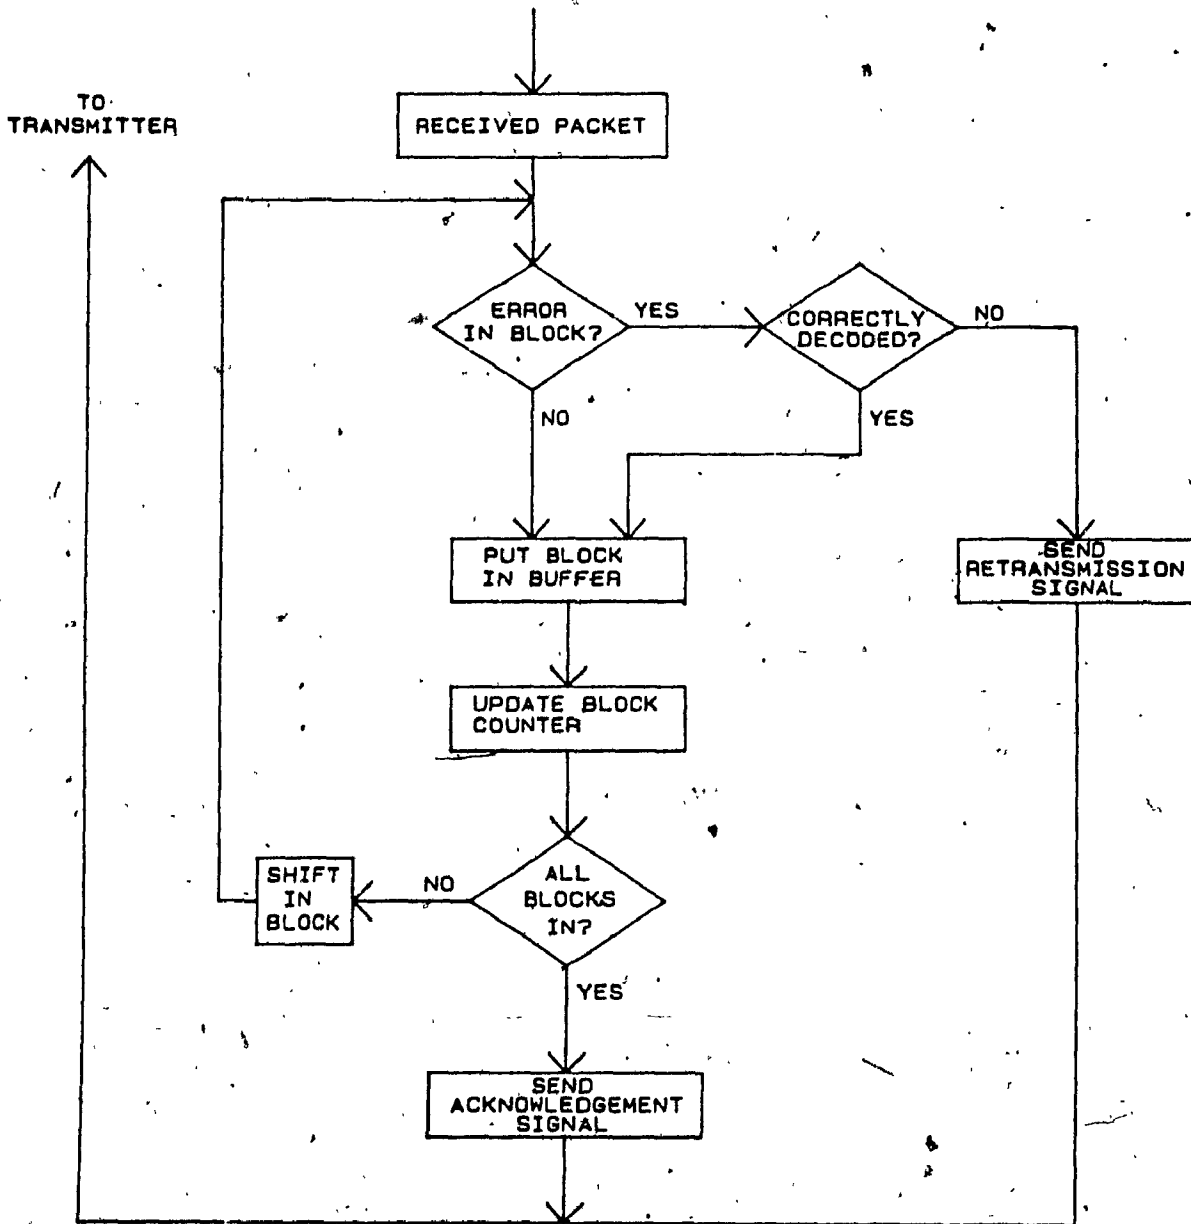 TO
TRANSMITTER
RECEIVED PACKET
ERROR
IN BLOCK?
YES
CORRECTLY
DECODED?
NO
NO
YES
PUT BLOCK
IN BUFFER
SEND
RETRANSMISSION
SIGNAL
UPDATE BLOCK
COUNTER
SHIFT
IN
BLOCK
NO
ALL
BLOCKS
IN?
YES
SEND
ACKNOWLEDGEMENT
SIGNAL